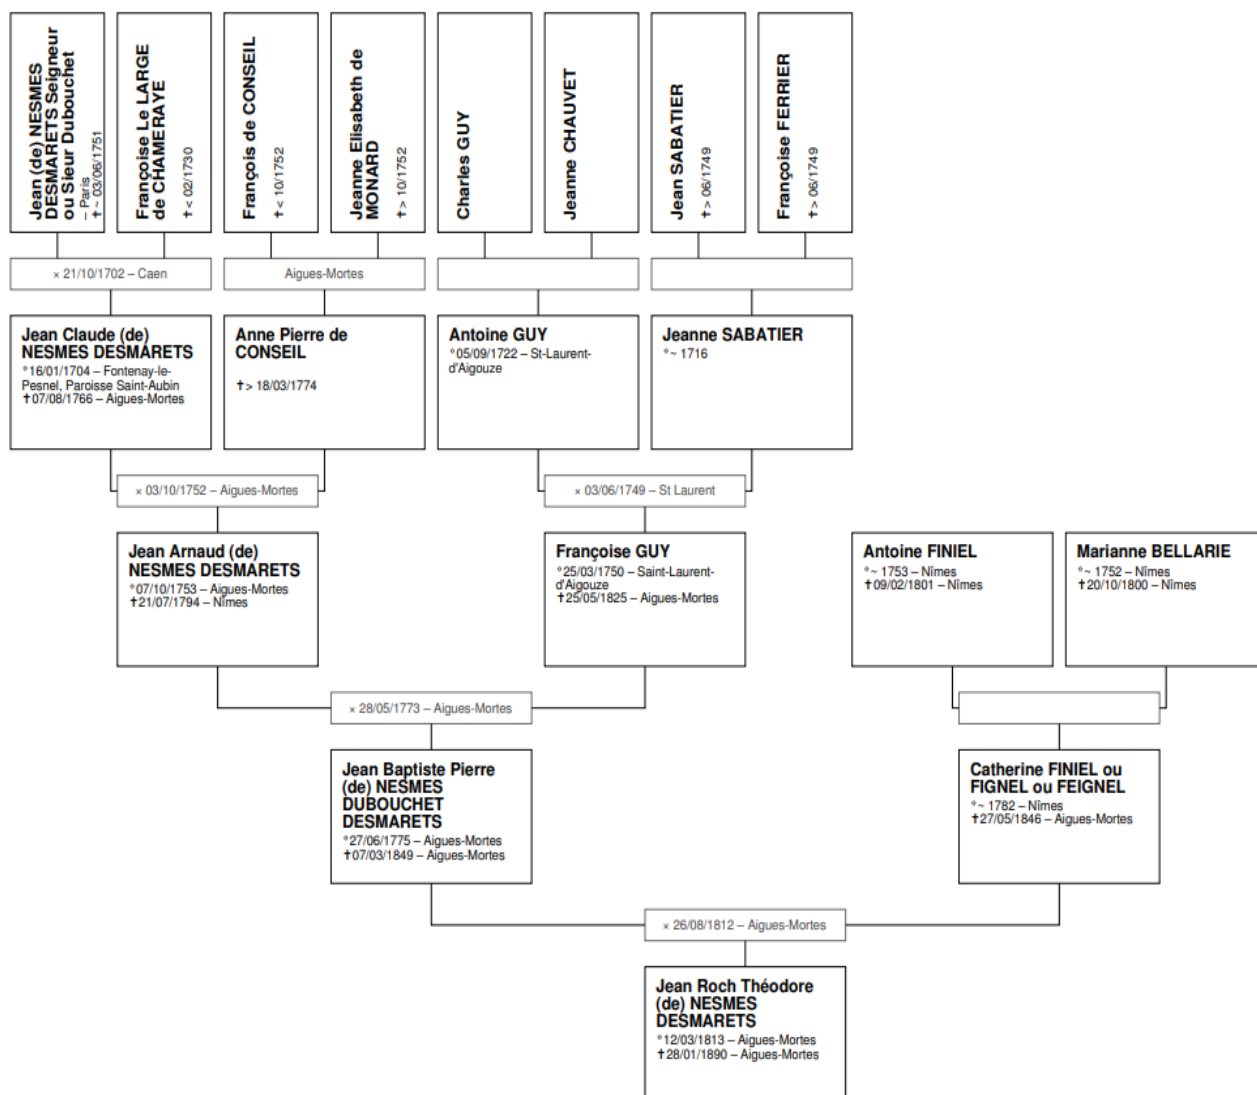 Jean (de) NESMES
DESMARETS Seigneur
ou Sieur Dubouchet
– Paris
✝~ 03/06/1751
Françoise Le LARGE
de CHAMERAYE
✝< 02/1730
François de CONSEIL
✝< 10/1752
Jeanne Elisabeth de
MONARD
✝> 10/1752
Charles GUY
Jeanne CHAUVET
Jean SABATIER
✝> 06/1749
Françoise FERRIER
✝> 06/1749
× 21/10/1702 – Caen
Aigues-Mortes
Jean Claude (de)
NESMES DESMARETS
°16/01/1704 – Fontenay-le-
Pesnel, Paroisse Saint-Aubin
✝07/08/1766 – Aigues-Mortes
Anne Pierre de
CONSEIL
✝> 18/03/1774
Antoine GUY
°05/09/1722 – St-Laurent-
d'Aigouze
Jeanne SABATIER
°~ 1716
× 03/10/1752 – Aigues-Mortes
× 03/06/1749 – St Laurent
Jean Arnaud (de)
NESMES DESMARETS
°07/10/1753 – Aigues-Mortes
✝21/07/1794 – Nîmes
Françoise GUY
°25/03/1750 – Saint-Laurent-
d'Aigouze
✝25/05/1825 – Aigues-Mortes
Antoine FINIEL
°~ 1753 – Nîmes
✝09/02/1801 – Nîmes
Marianne BELLARIE
°~ 1752 – Nîmes
✝20/10/1800 – Nîmes
× 28/05/1773 – Aigues-Mortes
Jean Baptiste Pierre
(de) NESMES
DUBOUCHET
DESMARETS
°27/06/1775 – Aigues-Mortes
✝07/03/1849 – Aigues-Mortes
Catherine FINIEL ou
FIGNEL ou FEIGNEL
°~ 1782 – Nîmes
✝27/05/1846 – Aigues-Mortes
× 26/08/1812 – Aigues-Mortes
Jean Roch Théodore
(de) NESMES
DESMARETS
°12/03/1813 – Aigues-Mortes
✝28/01/1890 – Aigues-Mortes